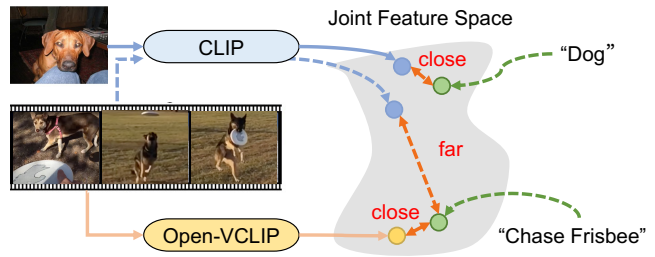 Joint Feature Space
CLIP
close
“Dog”
far
close
Open-VCLIP
“Chase Frisbee”